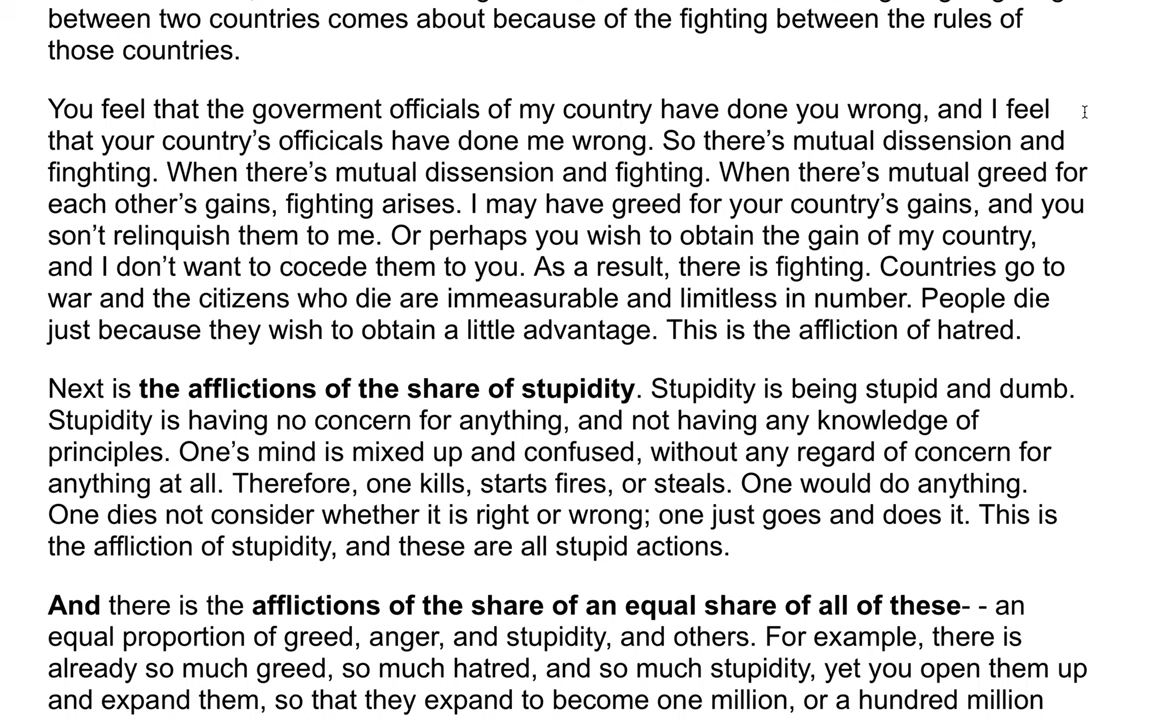 between two countries comes about because of the fighting between the rules of
those countries.
You feel that the goverment officials of my country have done you wrong, and I feel
that your country’s officicals have done me wrong. So there’s mutual dissension and
finghting. When there’s mutual dissension and fighting. When there’s mutual greed for
each other’s gains, fighting arises. I may have greed for your country’s gains, and you
son’t relinquish them to me. Or perhaps you wish to obtain the gain of my country,
and I don’t want to cocede them to you. As a result, there is fighting. Countries go to
war and the citizens who die are immeasurable and limitless in number. People die
just because they wish to obtain a little advantage. This is the affliction of hatred.
Next is the afflictions of the share of stupidity. Stupidity is being stupid and dumb.
Stupidity is having no concern for anything, and not having any knowledge of
principles. One’s mind is mixed up and confused, without any regard of concern for
anything at all. Therefore, one kills, starts fires, or steals. One would do anything.
One dies not consider whether it is right or wrong; one just goes and does it. This is
the affliction of stupidity, and these are all stupid actions.
And there is the afflictions of the share of an equal share of all of these- - an
equal proportion of greed, anger, and stupidity, and others. For example, there is
already so much greed, so much hatred, and so much stupidity, yet you open them up
and expand them, so that they expand to become one million, or a hundred million